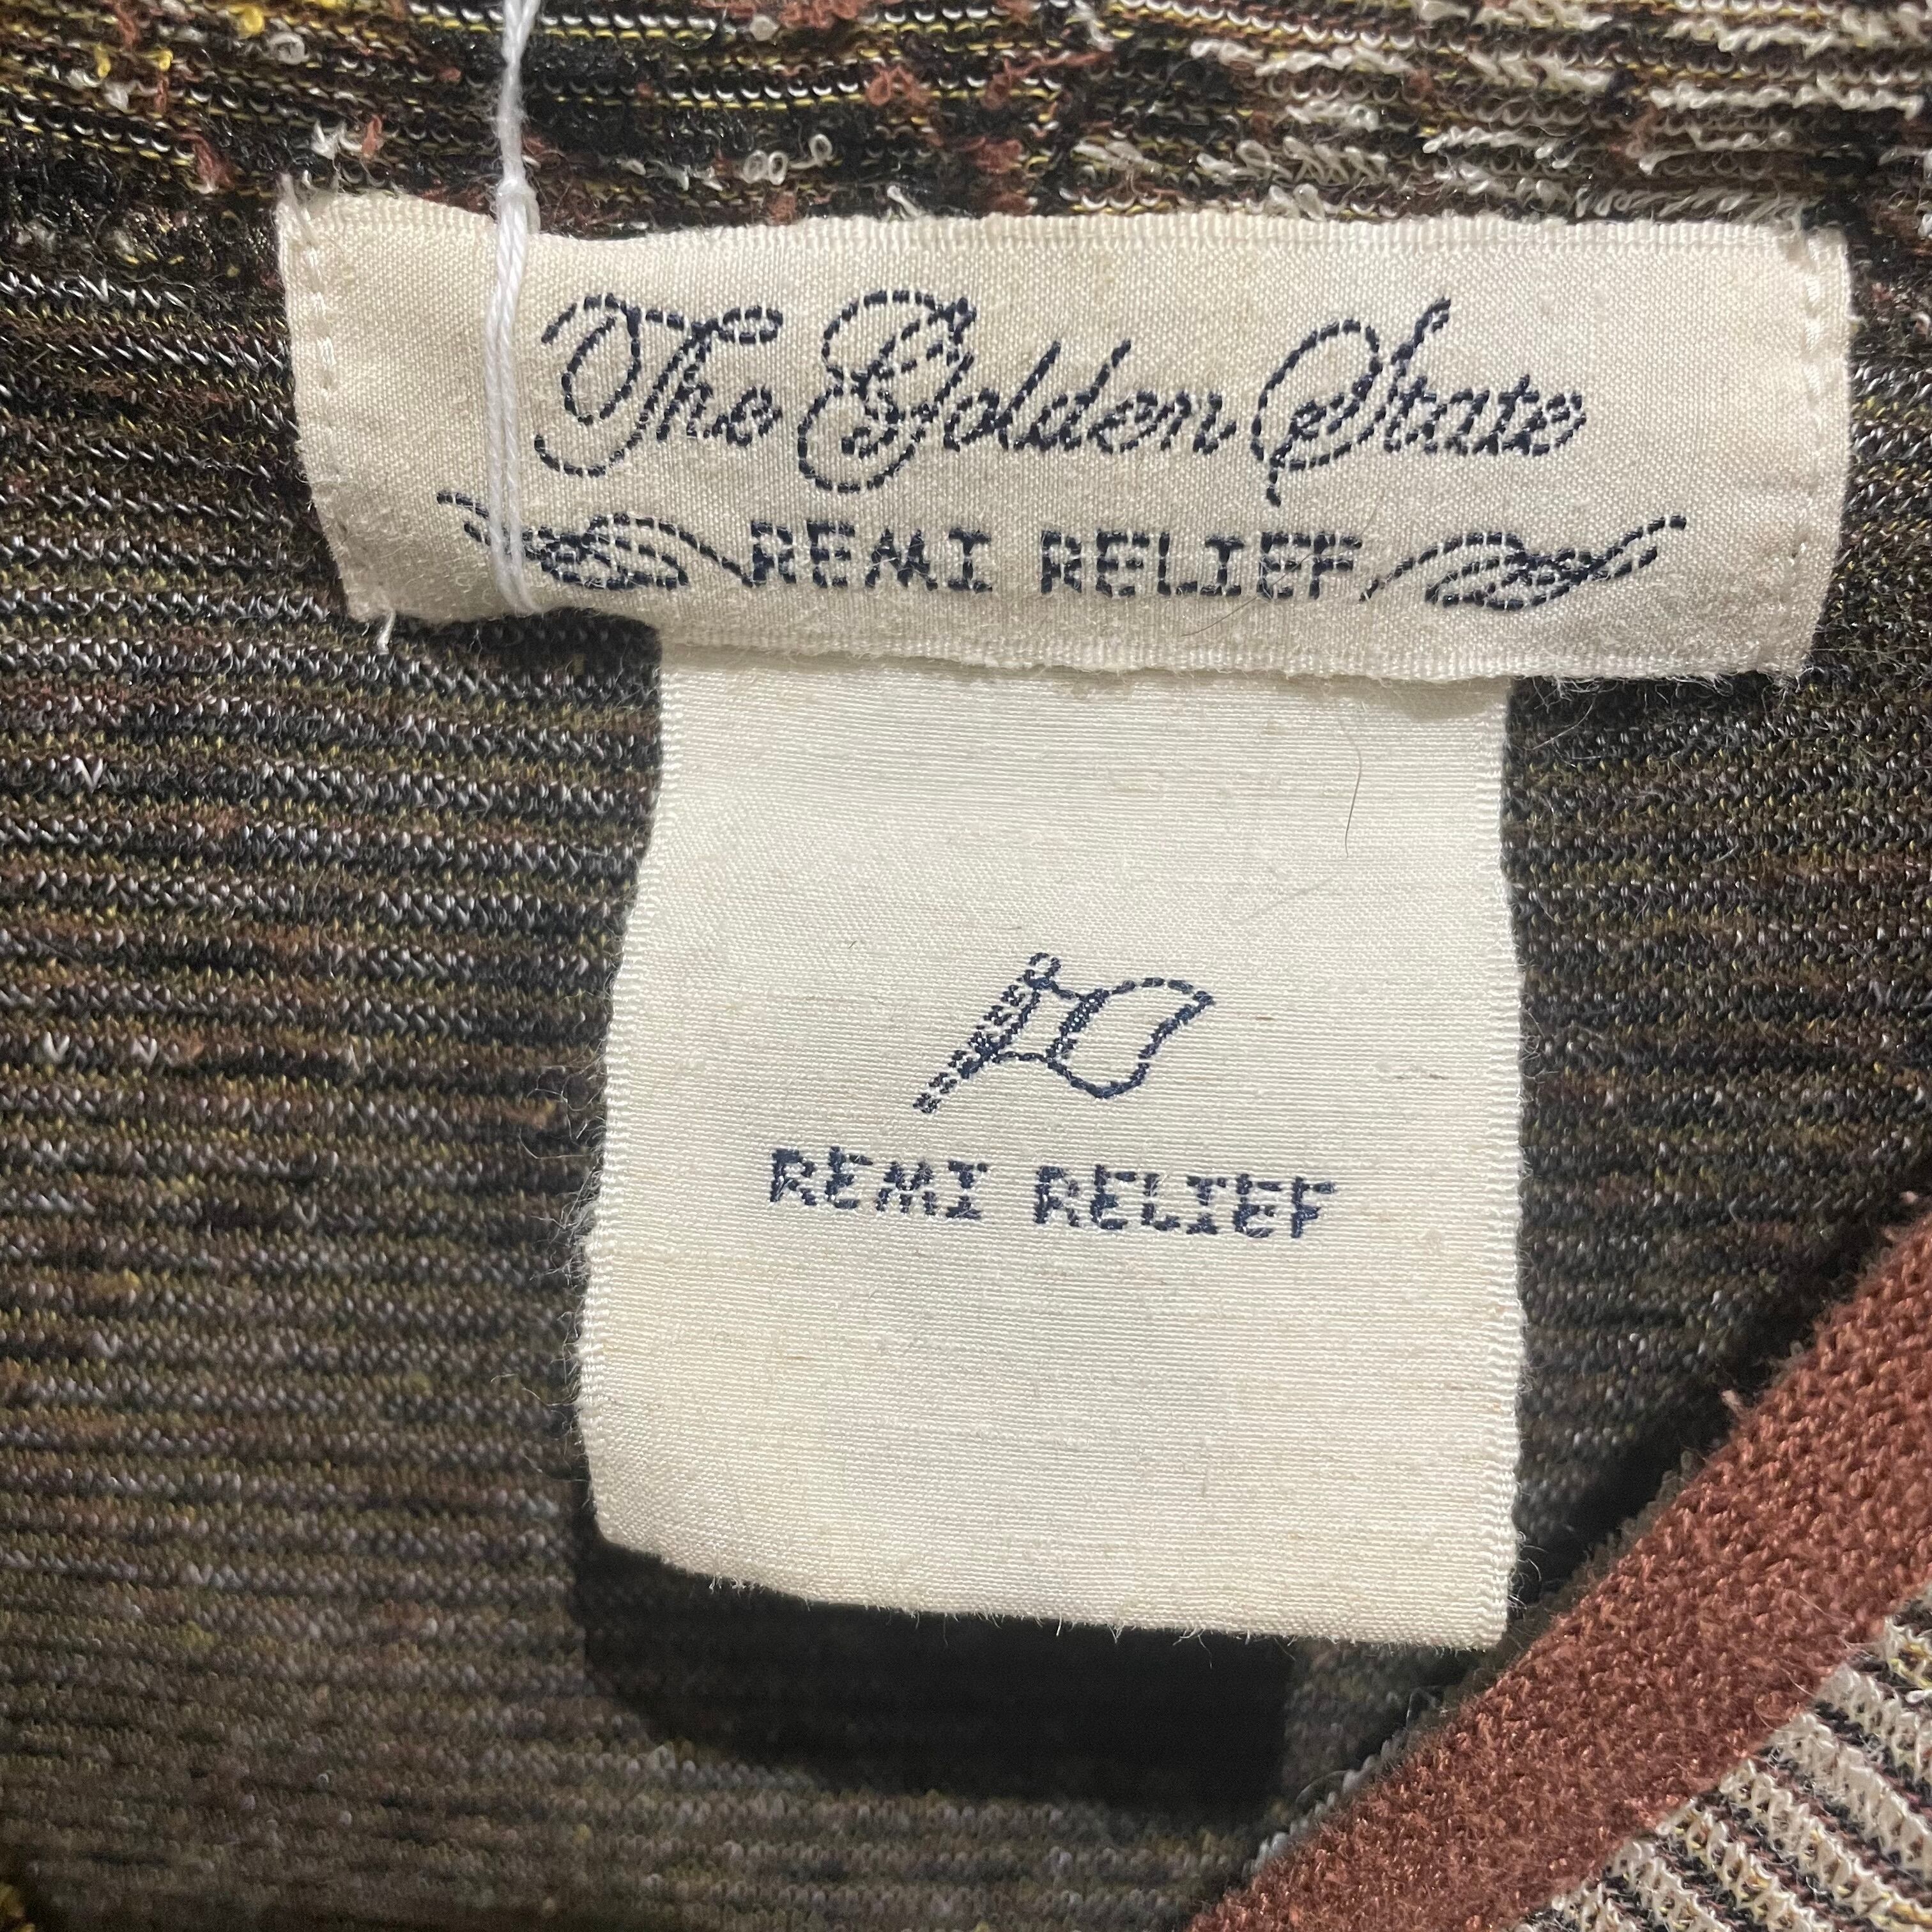 The Golden State
REMI RELIEF
REMI RELIEF